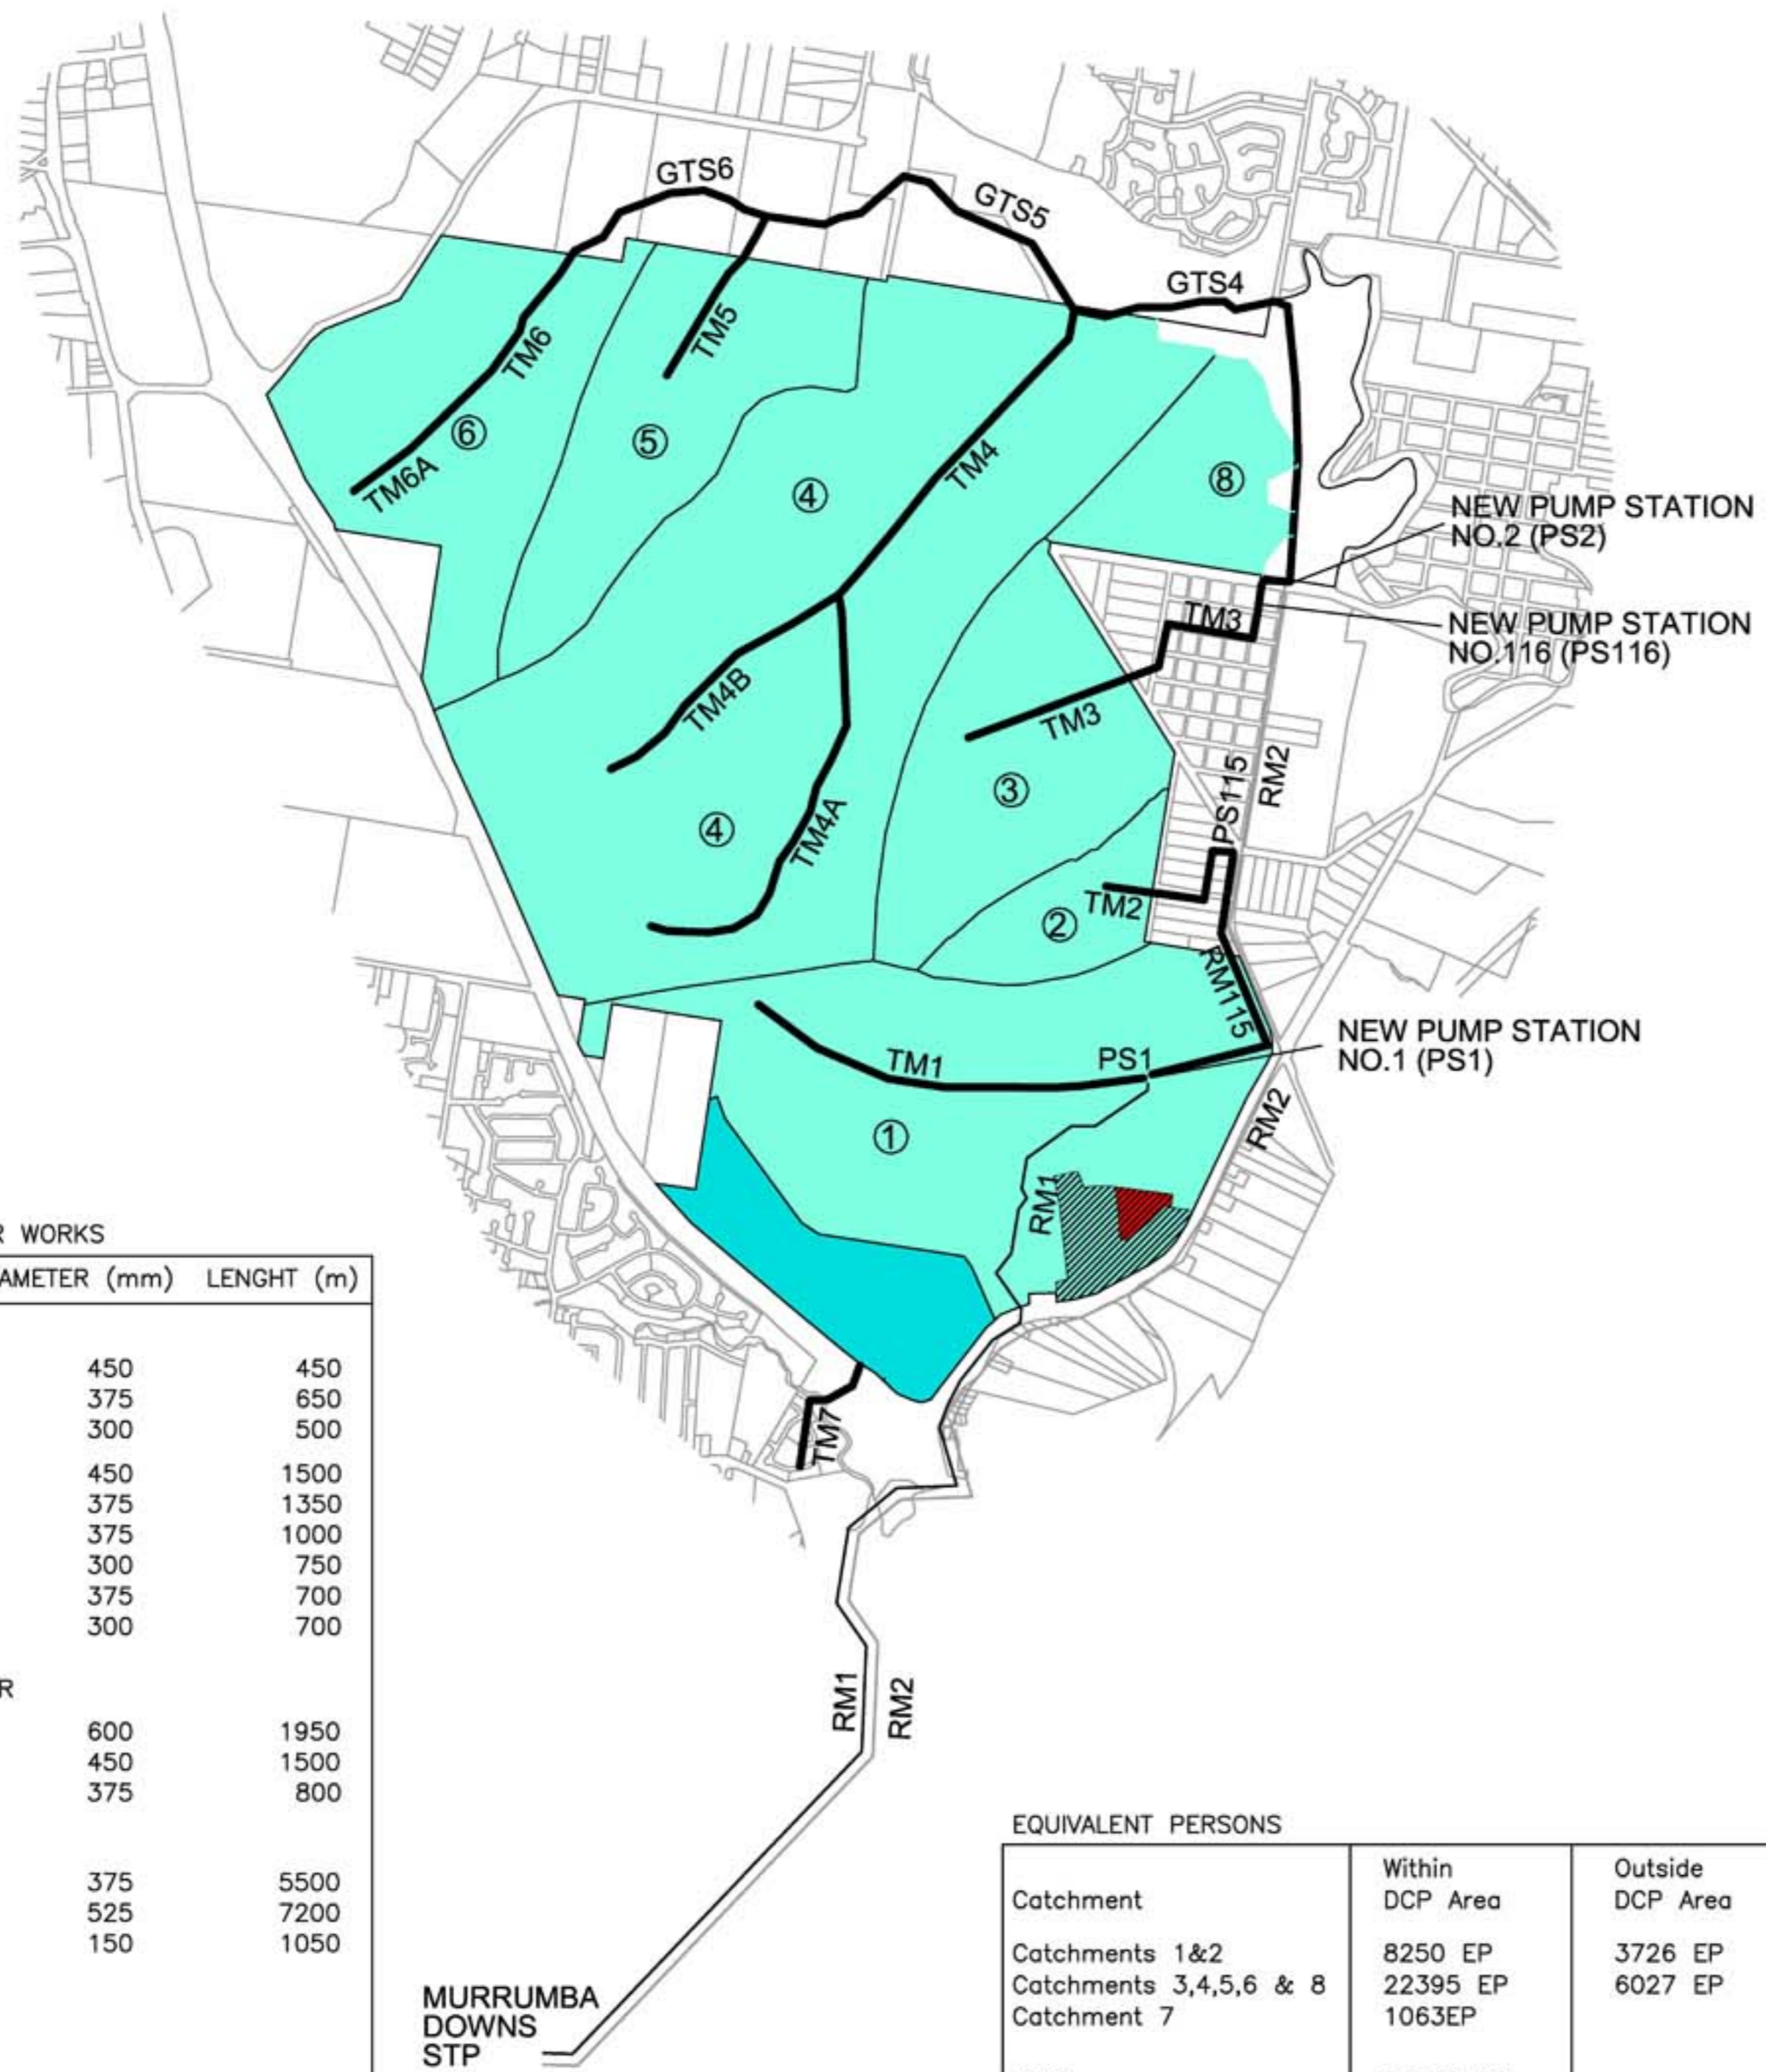 GTS6
GTS5
GTS4
TM5
TM6
TM4
⑥
⑤
④
⑧
TM6A
NEW PUMP STATION
NO.2 (PS2)
TM3
NEW PUMP STATION
NO.116 (PS116)
TM4B
TM3
PS115
RM2
③
④
TM4A
TM2
②
RM115
NEW PUMP STATION
NO.1 (PS1)
TM1
PS1
RM2
①
RM1
R WORKS
AMETER (mm) LENGHT (m)
450 450
375 650
300 500
450 1500
375 1350
375 1000
300 750
375 700
300 700
R
600 1950
450 1500
375 800
375 5500
525 7200
150 1050
TM7
RM1
RM2
MURRUMBA
DOWNS
STP
EQUIVALENT PERSONS
Within Outside
Catchment DCP Area DCP Area
Catchments 1&2 8250 EP 3726 EP
Catchments 3,4,5,6 & 8 22395 EP 6027 EP
Catchment 7 1063EP